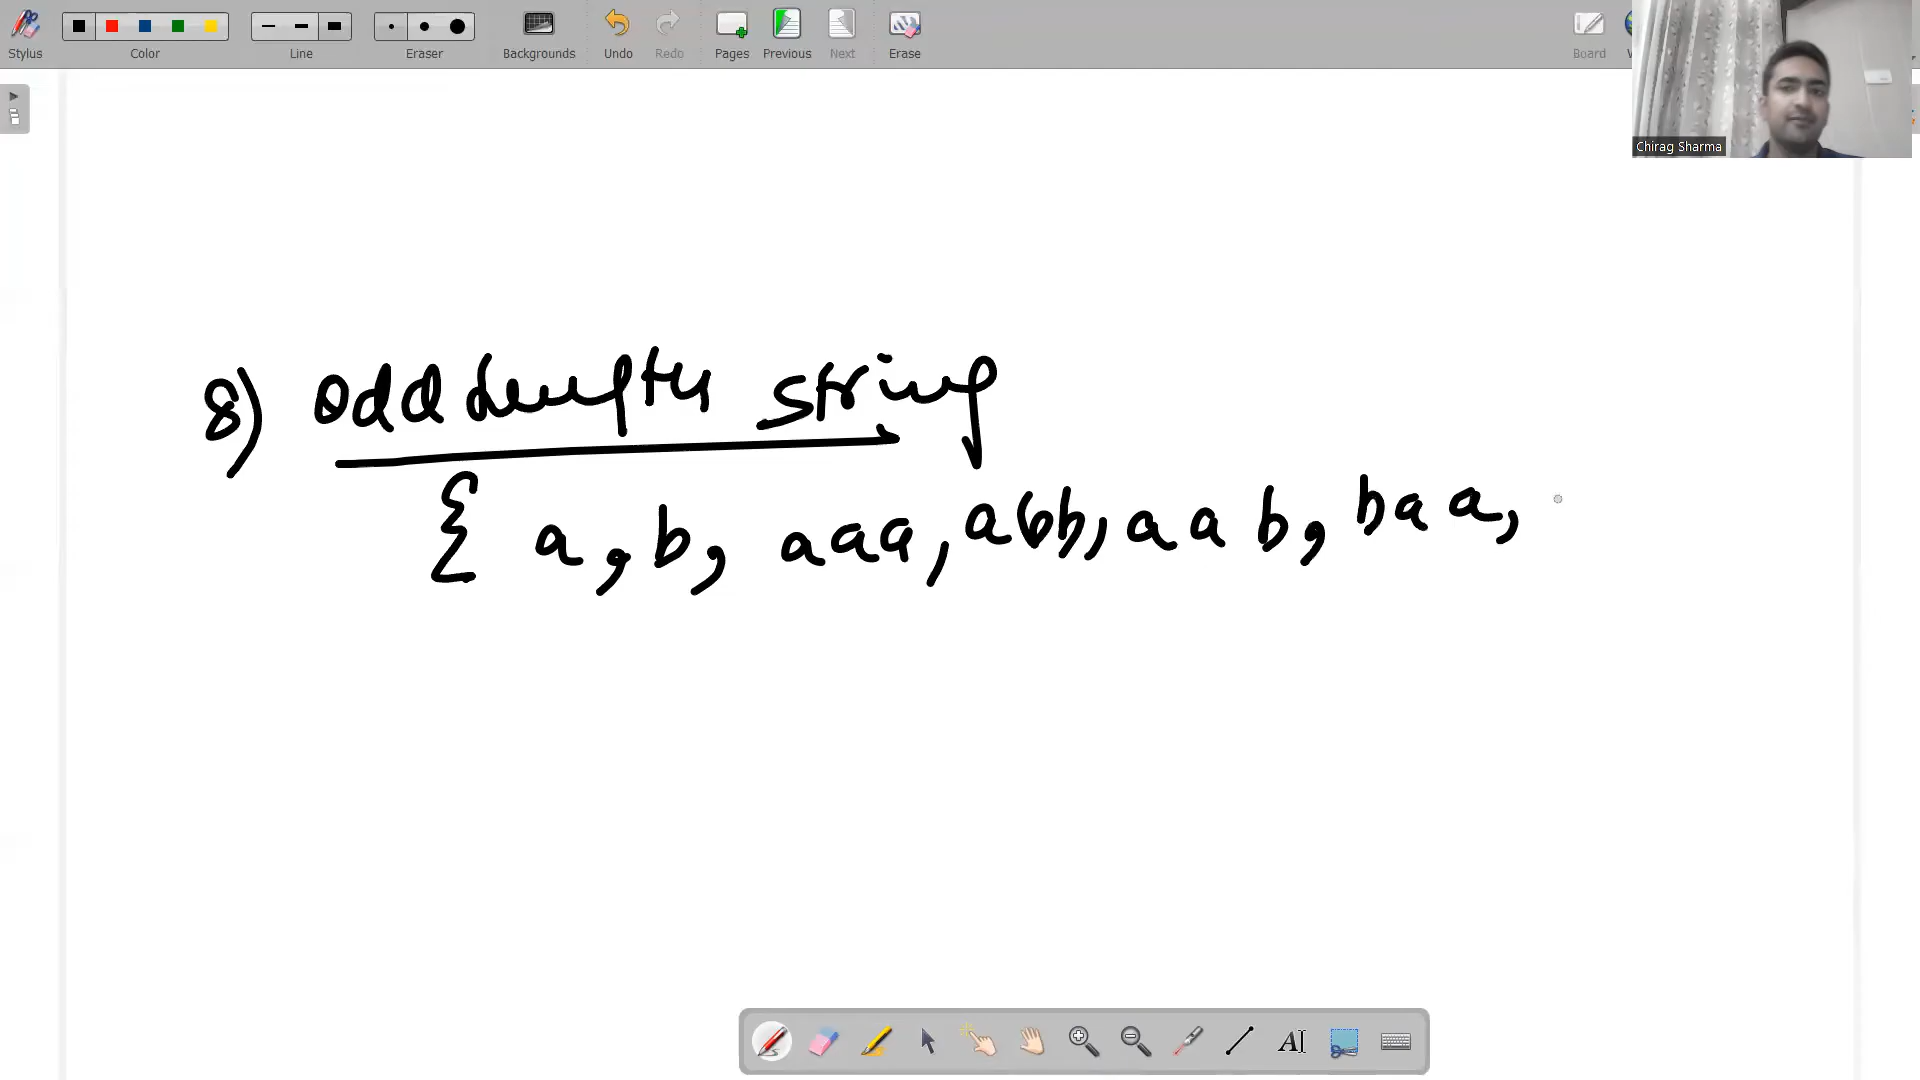 Stylus Color Line Eraser Backgrounds Undo Redo Pages Previous Next Erase Board
Chirag Sharma
8) odd length string
{ a, b, aaa, abb, aab, baa,